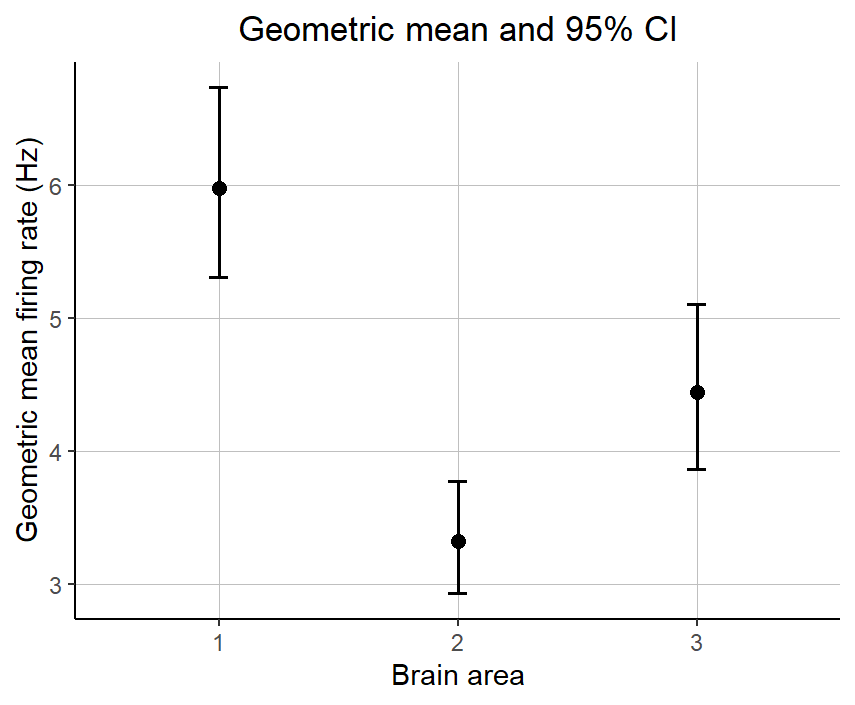 Geometric mean and 95% CI
Geometric mean firing rate (Hz)
6
5
4
3
1 2 3
Brain area